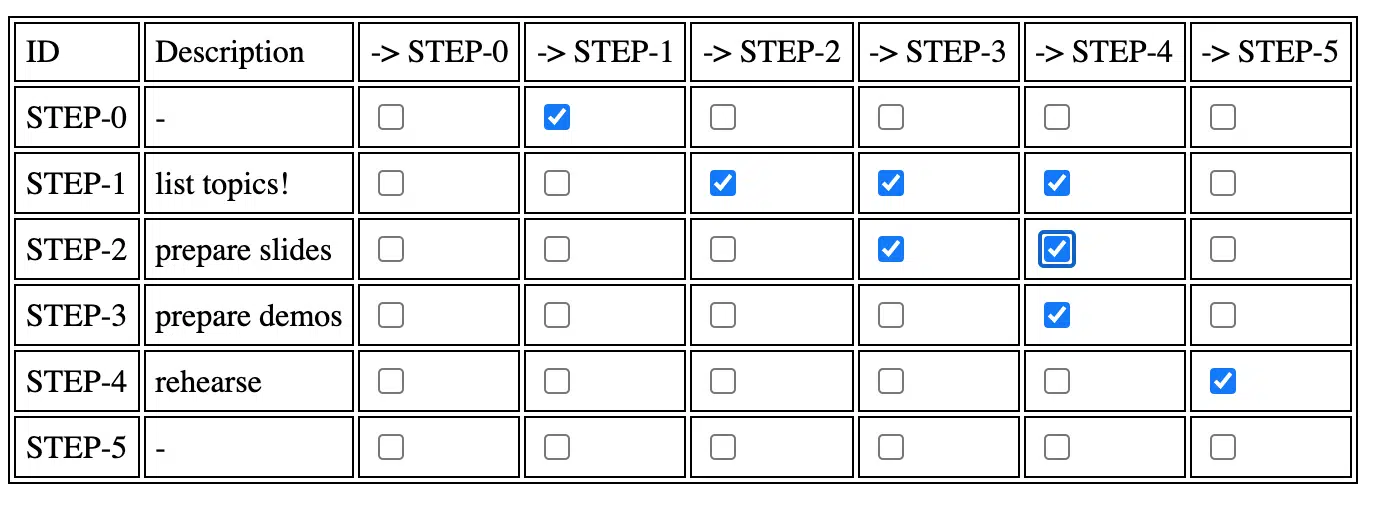 ID Description -> STEP-0 -> STEP-1 -> STEP-2 -> STEP-3 -> STEP-4 -> STEP-5
STEP-0 -
STEP-1 list topics!
STEP-2 prepare slides
STEP-3 prepare demos
STEP-4 rehearse
STEP-5 -